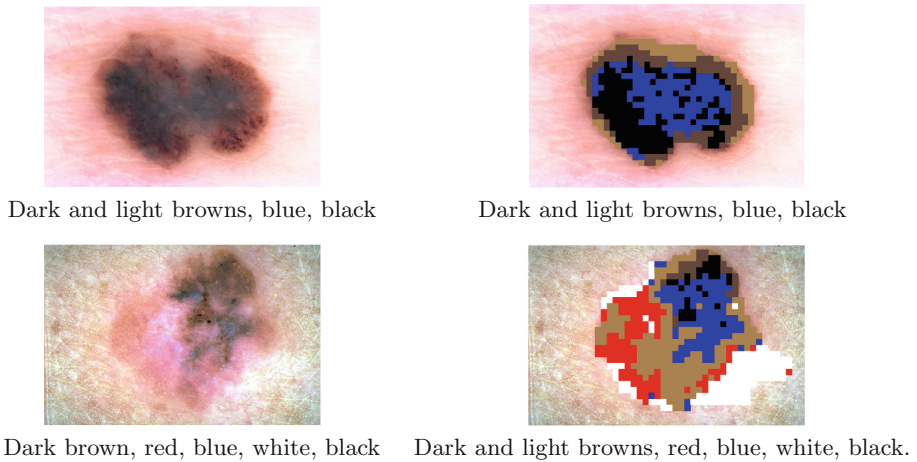 Dark and light browns, blue, black
Dark and light browns, blue, black
Dark brown, red, blue, white, black
Dark and light browns, red, blue, white, black.